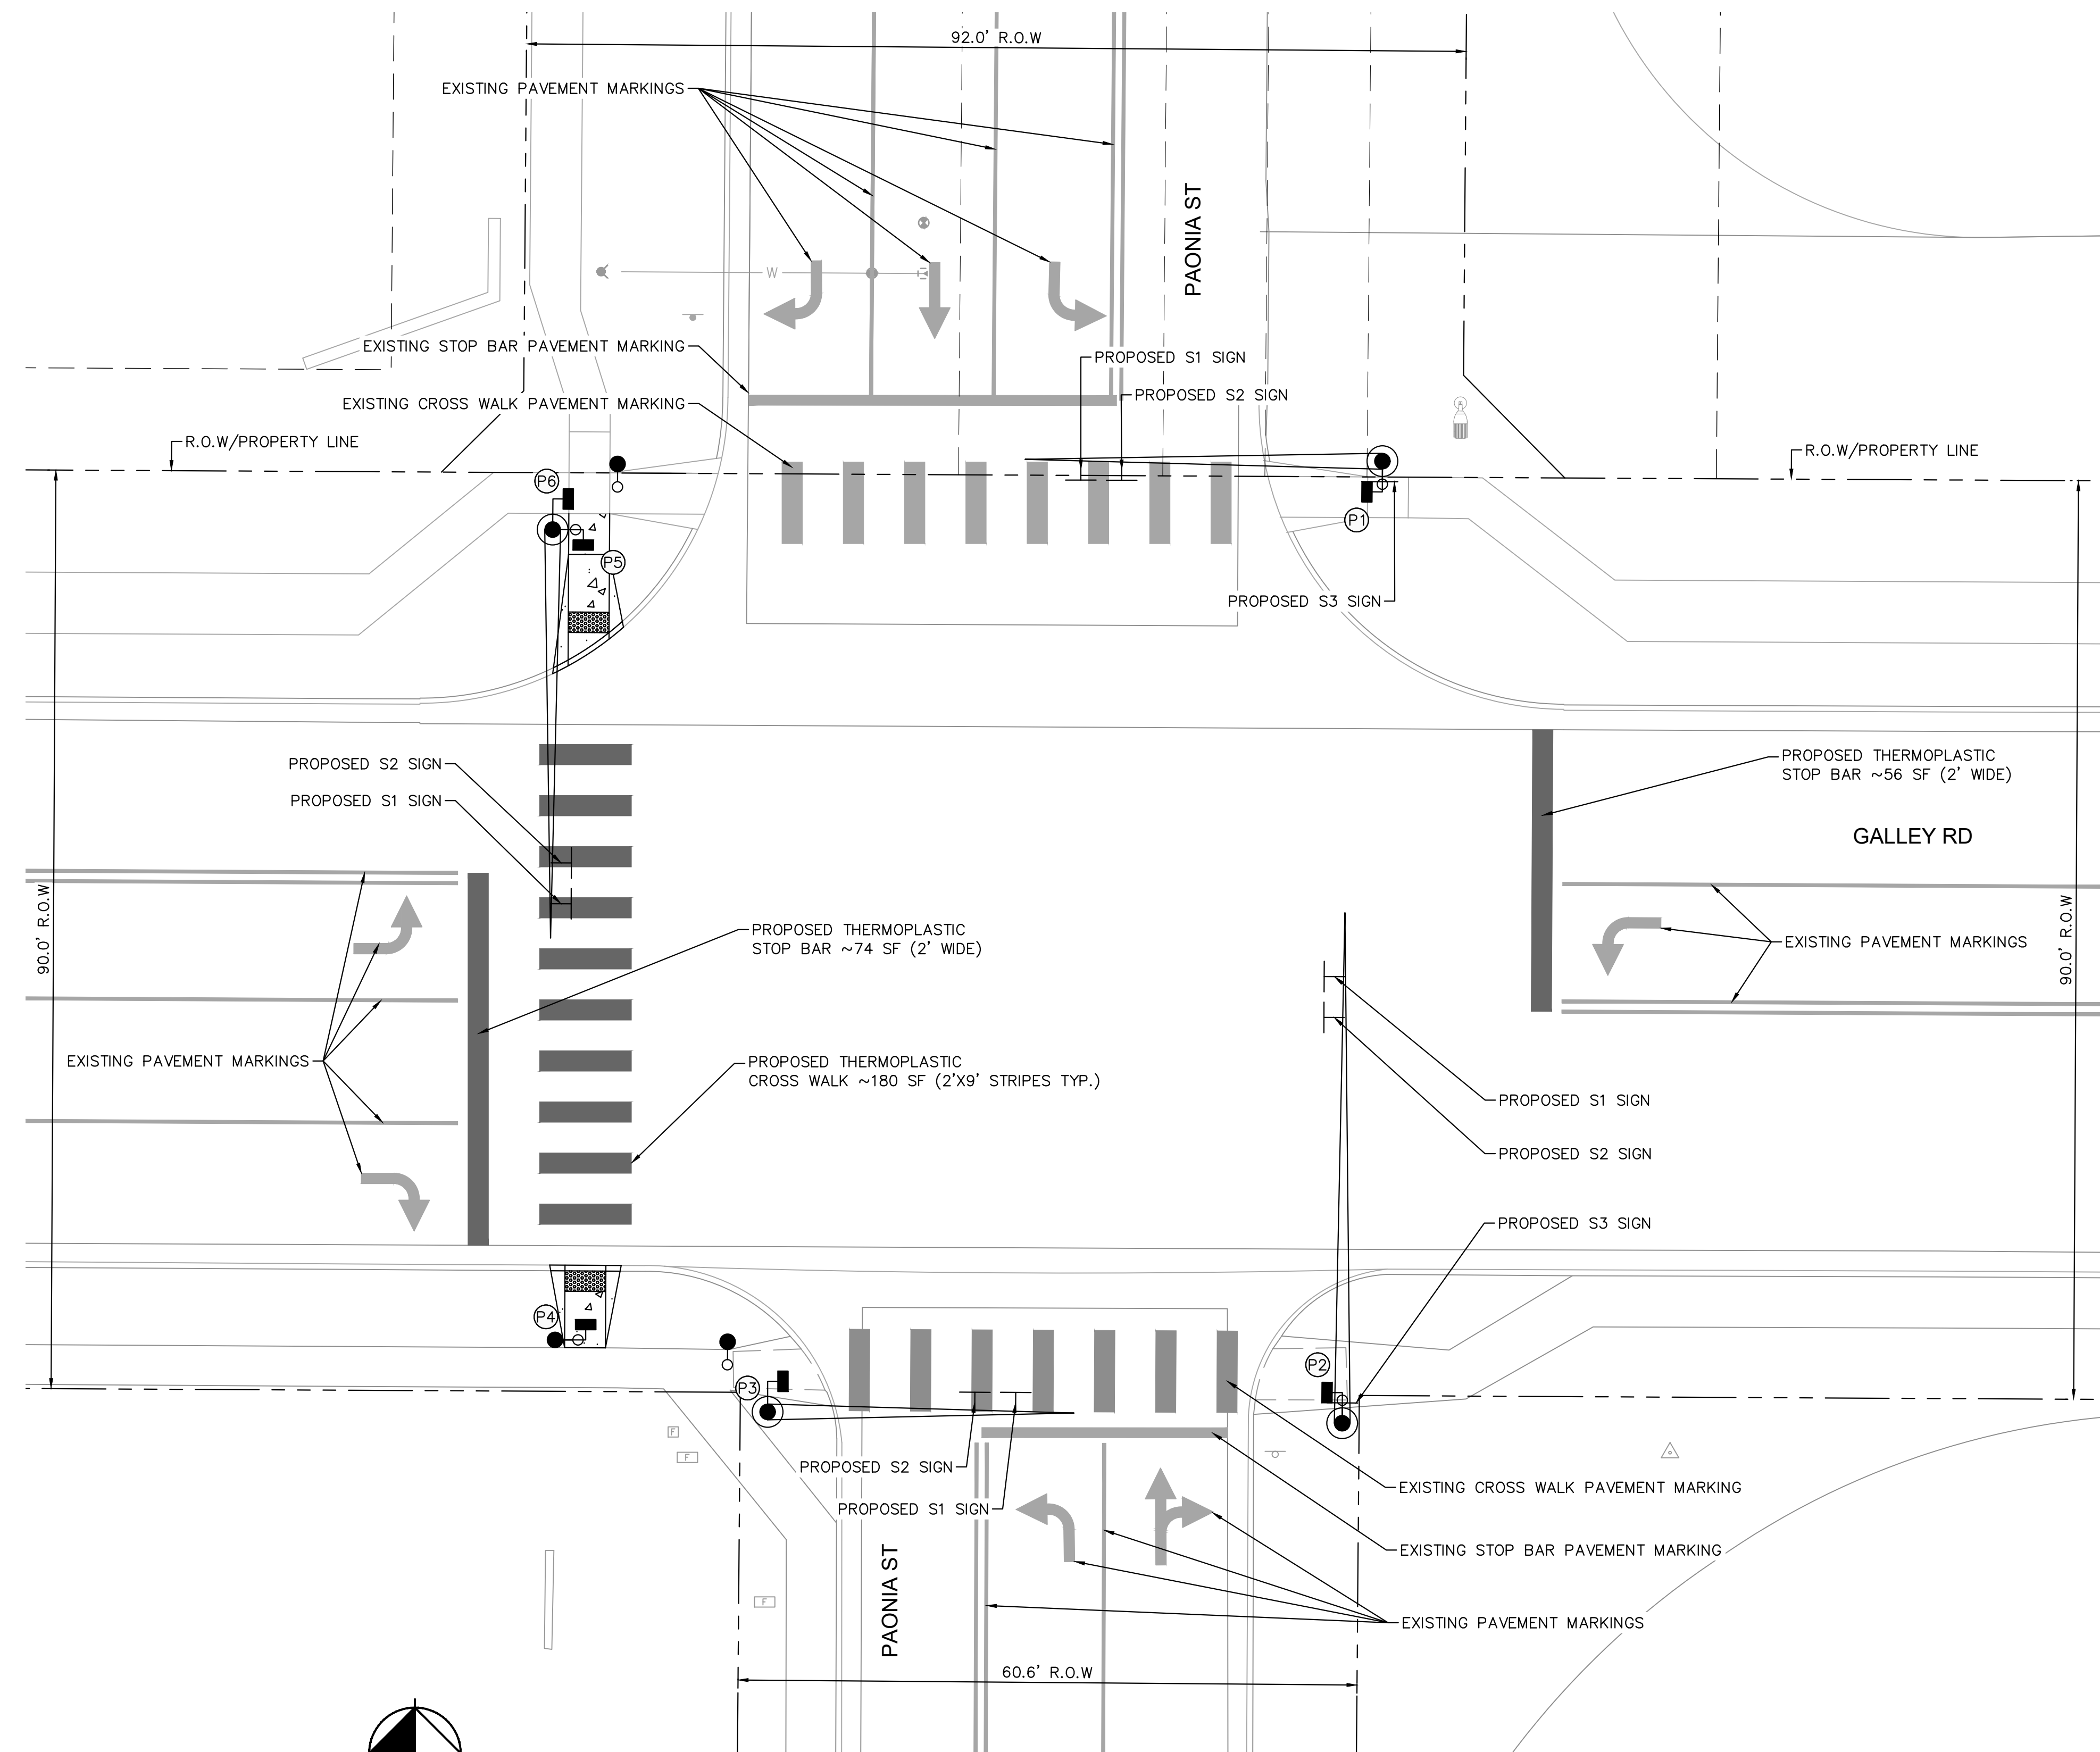 92.0' R.O.W
EXISTING PAVEMENT MARKINGS
PAONIA ST
W
EXISTING STOP BAR PAVEMENT MARKING
PROPOSED S1 SIGN
PROPOSED S2 SIGN
EXISTING CROSS WALK PAVEMENT MARKING
R.O.W/PROPERTY LINE
R.O.W/PROPERTY LINE
P6
P1
P5
PROPOSED S3 SIGN
PROPOSED S2 SIGN
PROPOSED S1 SIGN
PROPOSED THERMOPLASTIC
STOP BAR ~56 SF (2' WIDE)
GALLEY RD
90.0' R.O.W
PROPOSED THERMOPLASTIC
STOP BAR ~74 SF (2' WIDE)
EXISTING PAVEMENT MARKINGS
90.0' R.O.W
EXISTING PAVEMENT MARKINGS
PROPOSED THERMOPLASTIC
CROSS WALK ~180 SF (2'X9' STRIPES TYP.)
PROPOSED S1 SIGN
PROPOSED S2 SIGN
PROPOSED S3 SIGN
P4
P2
P3
F
F
PROPOSED S2 SIGN
PROPOSED S1 SIGN
EXISTING CROSS WALK PAVEMENT MARKING
EXISTING STOP BAR PAVEMENT MARKING
PAONIA ST
F
EXISTING PAVEMENT MARKINGS
60.6' R.O.W